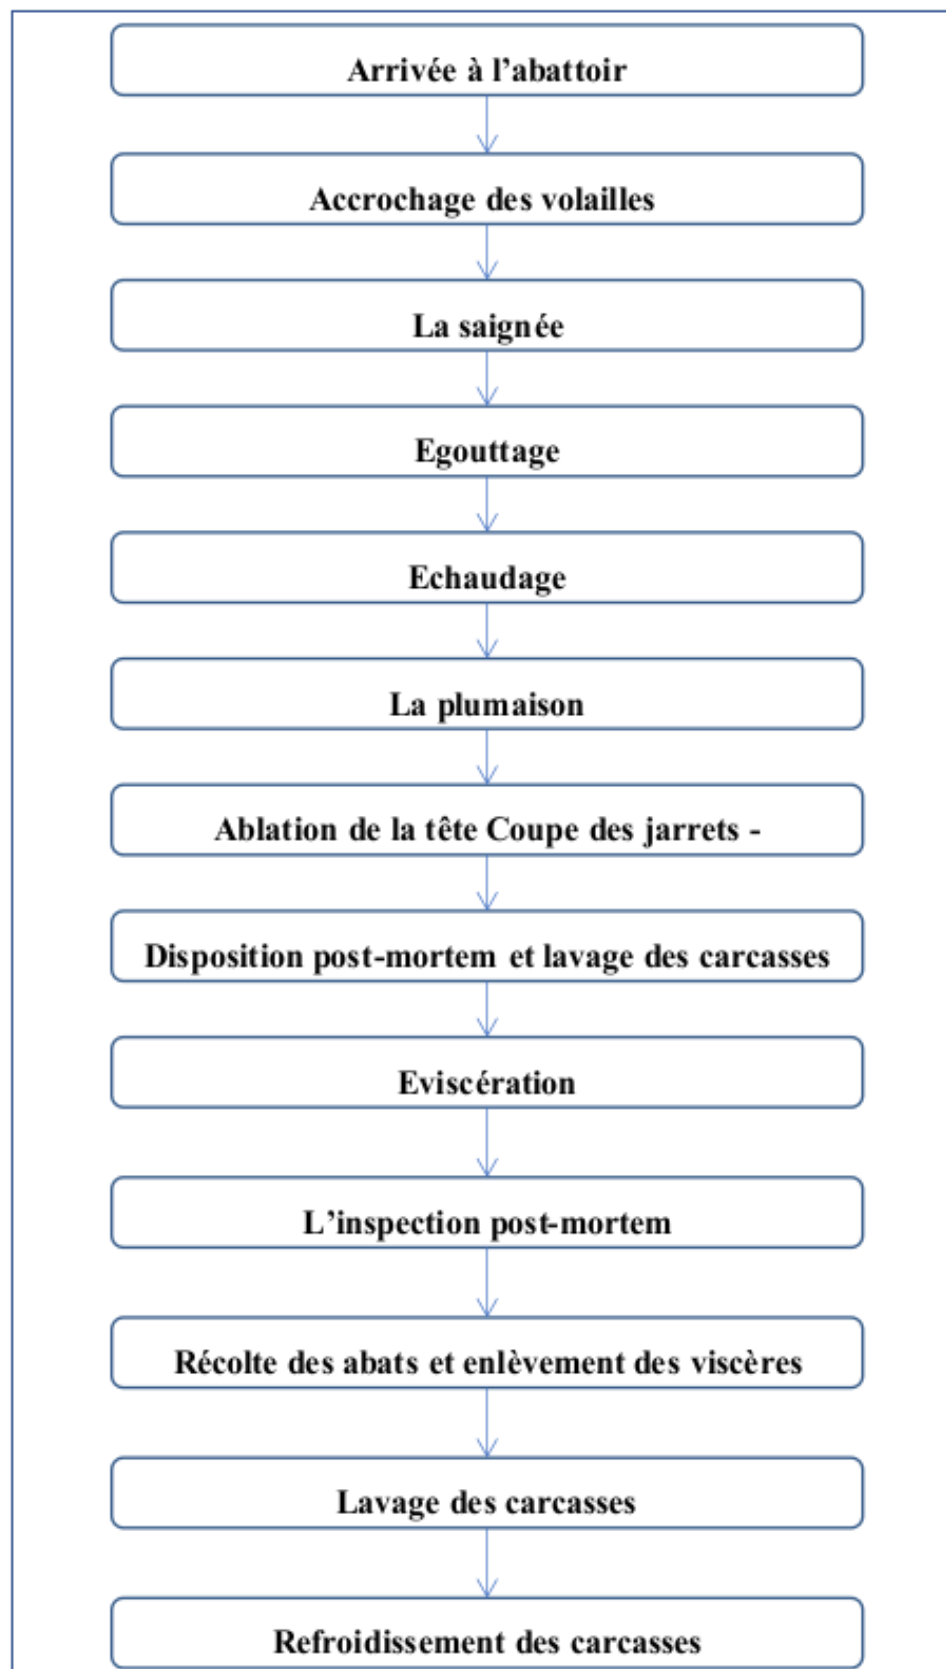 Arrivée à l’abattoir
Accrochage des volailles
La saignée
Egouttage
Echaudage
La plumaison
Ablation de la tête Coupe des jarrets -
Disposition post-mortem et lavage des carcasses
Eviscération
L’inspection post-mortem
Récolte des abats et enlèvement des viscères
Lavage des carcasses
Refroidissement des carcasses